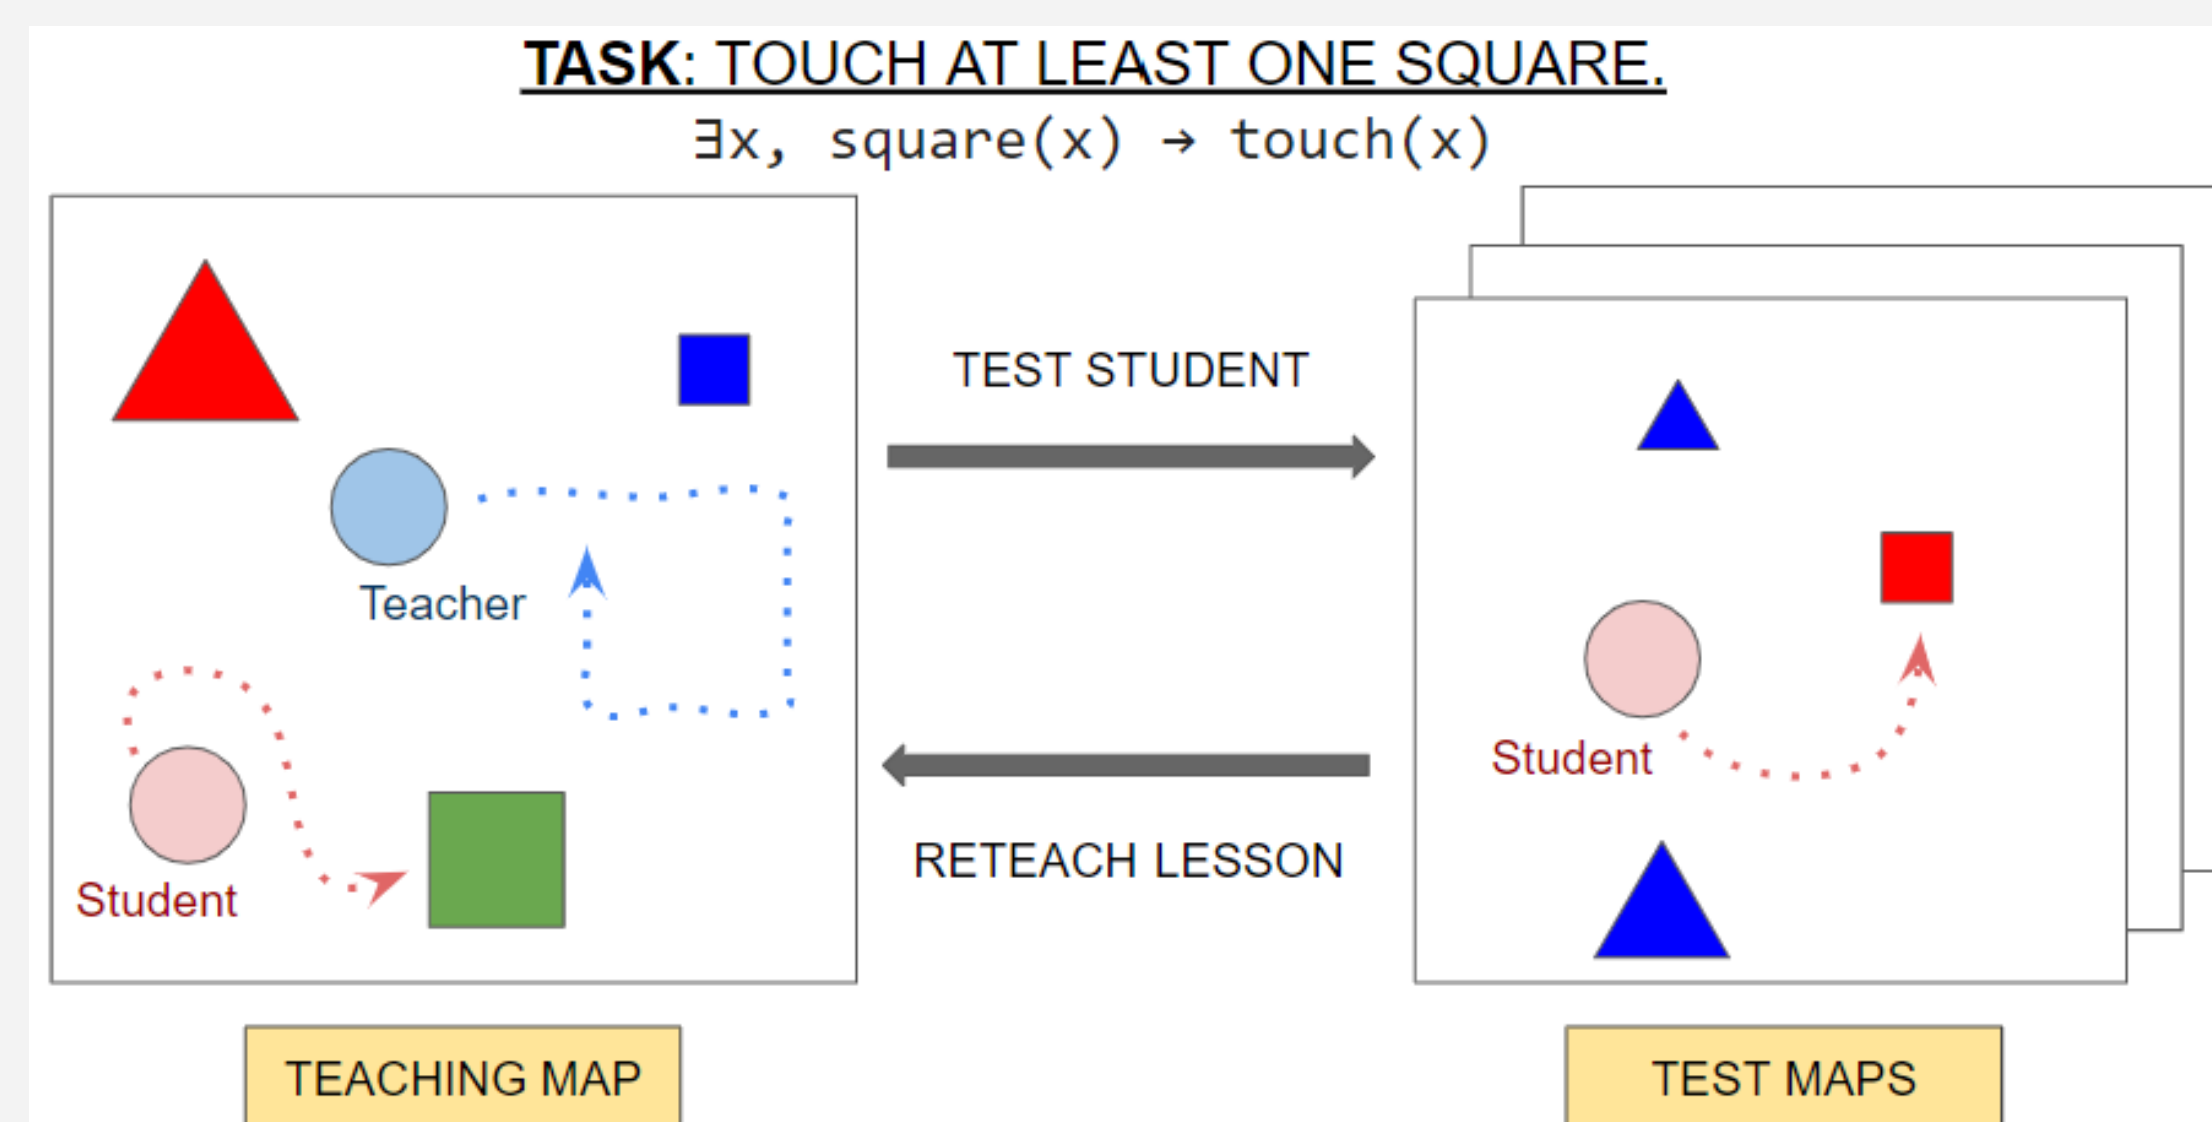 TASK: TOUCH AT LEAST ONE SQUARE.
∃x, square(x) → touch(x)
TEST STUDENT
Teacher
Student
Student
RETEACH LESSON
TEACHING MAP
TEST MAPS